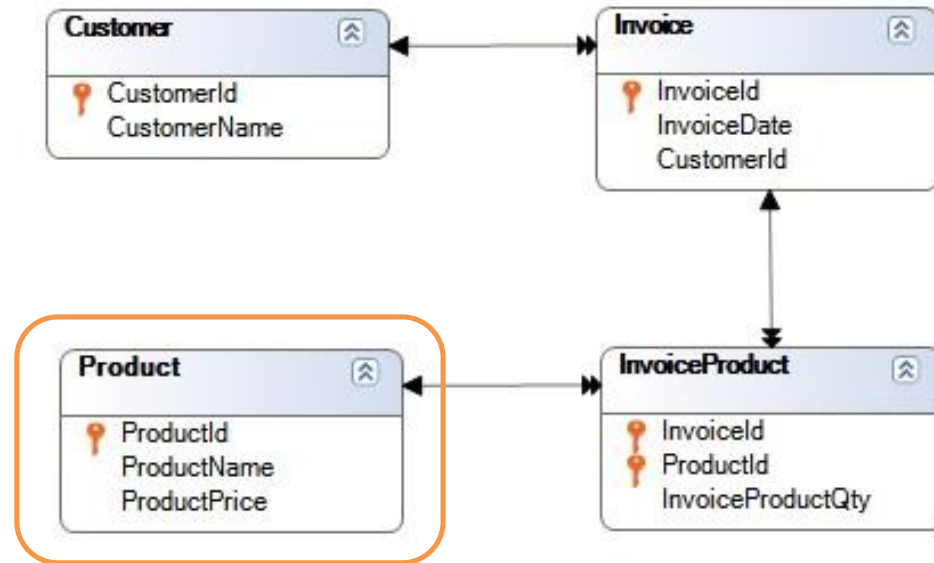 Customer
CustomerId
CustomerName
Invoice
InvoiceId
InvoiceDate
CustomerId
Product
ProductId
ProductName
ProductPrice
InvoiceProduct
InvoiceId
ProductId
InvoiceProductQty